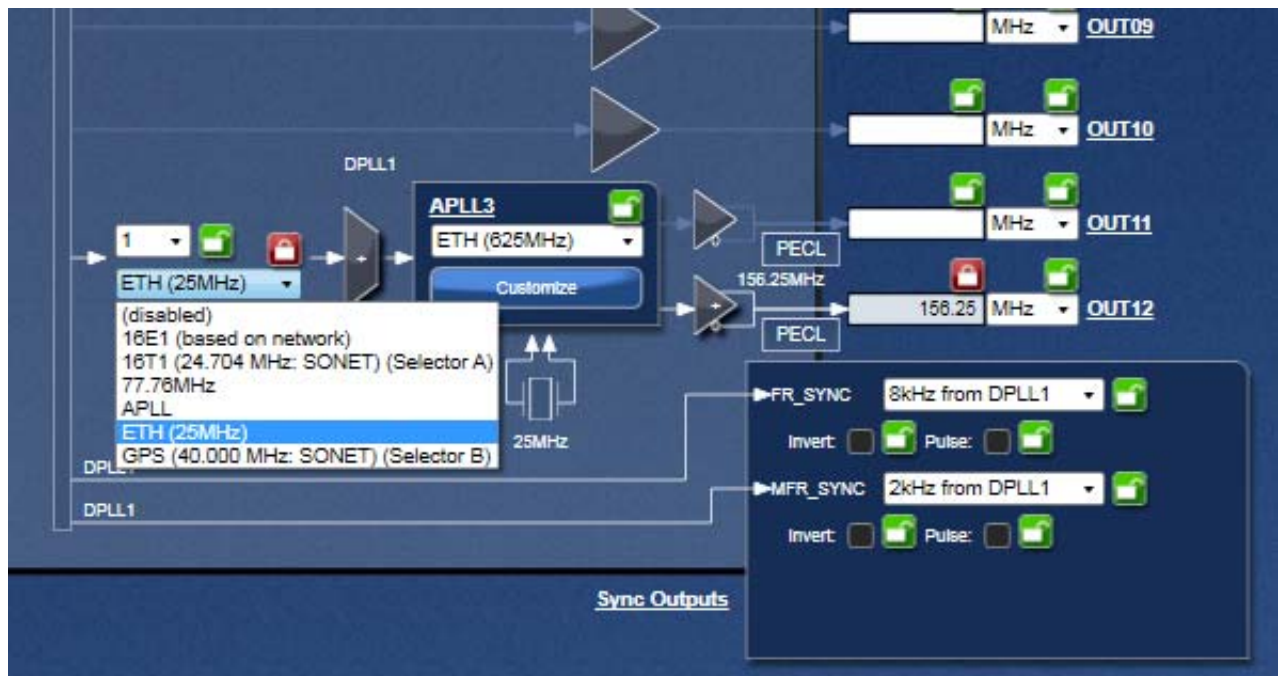 MHz OUT09
MHz OUT10
DPLL1
APLL3
1
ETH (625MHz)
MHz OUT11
PECL
ETH (25MHz)
Customize
156.25MHz
156.25 MHz OUT12
PECL
(disabled)
16E1 (based on network)
16T1 (24.704 MHz: SONET) (Selector A)
77.76MHz
APLL
ETH (25MHz)
GPS (40.000 MHz: SONET) (Selector B)
25MHz
FR_SYNC 8kHz from DPLL1
Invert: Pulse:
DPLL1
MFR_SYNC 2kHz from DPLL1
DPLL1
Invert: Pulse:
Sync Outputs